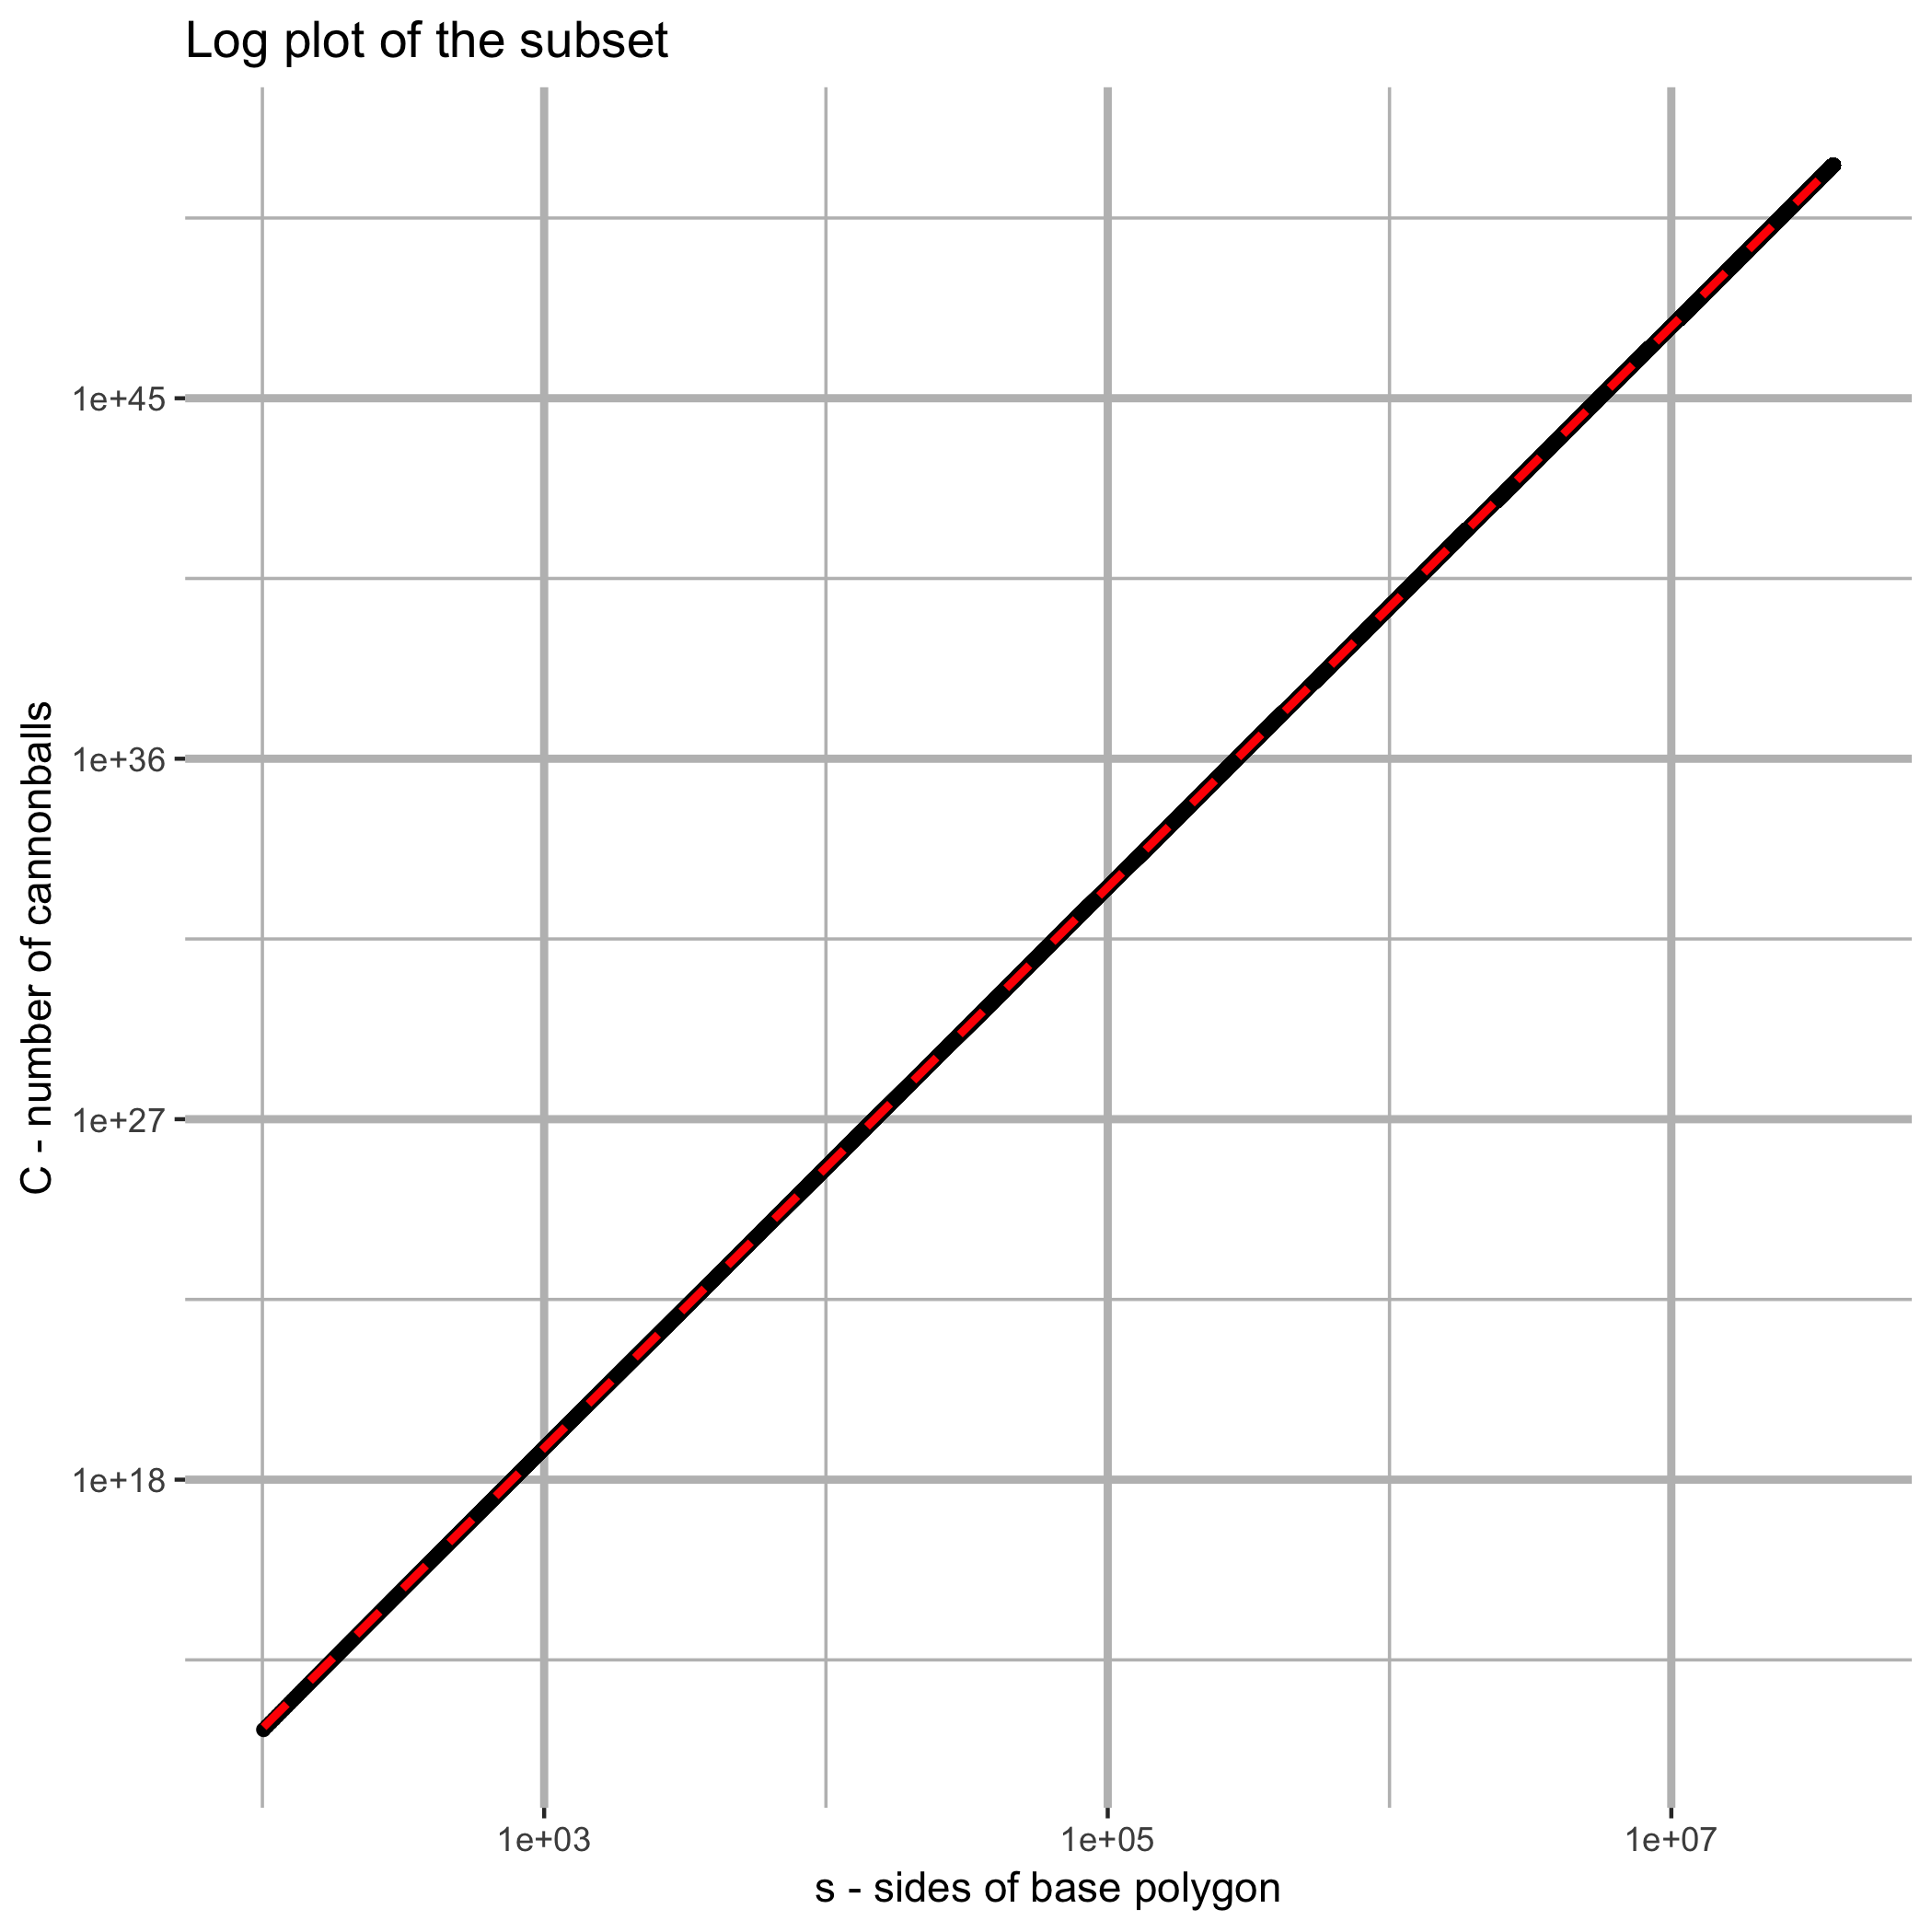 Log plot of the subset
C - number of cannonballs
1e+45
1e+36
1e+27
1e+18
1e+03
1e+05
1e+07
s - sides of base polygon